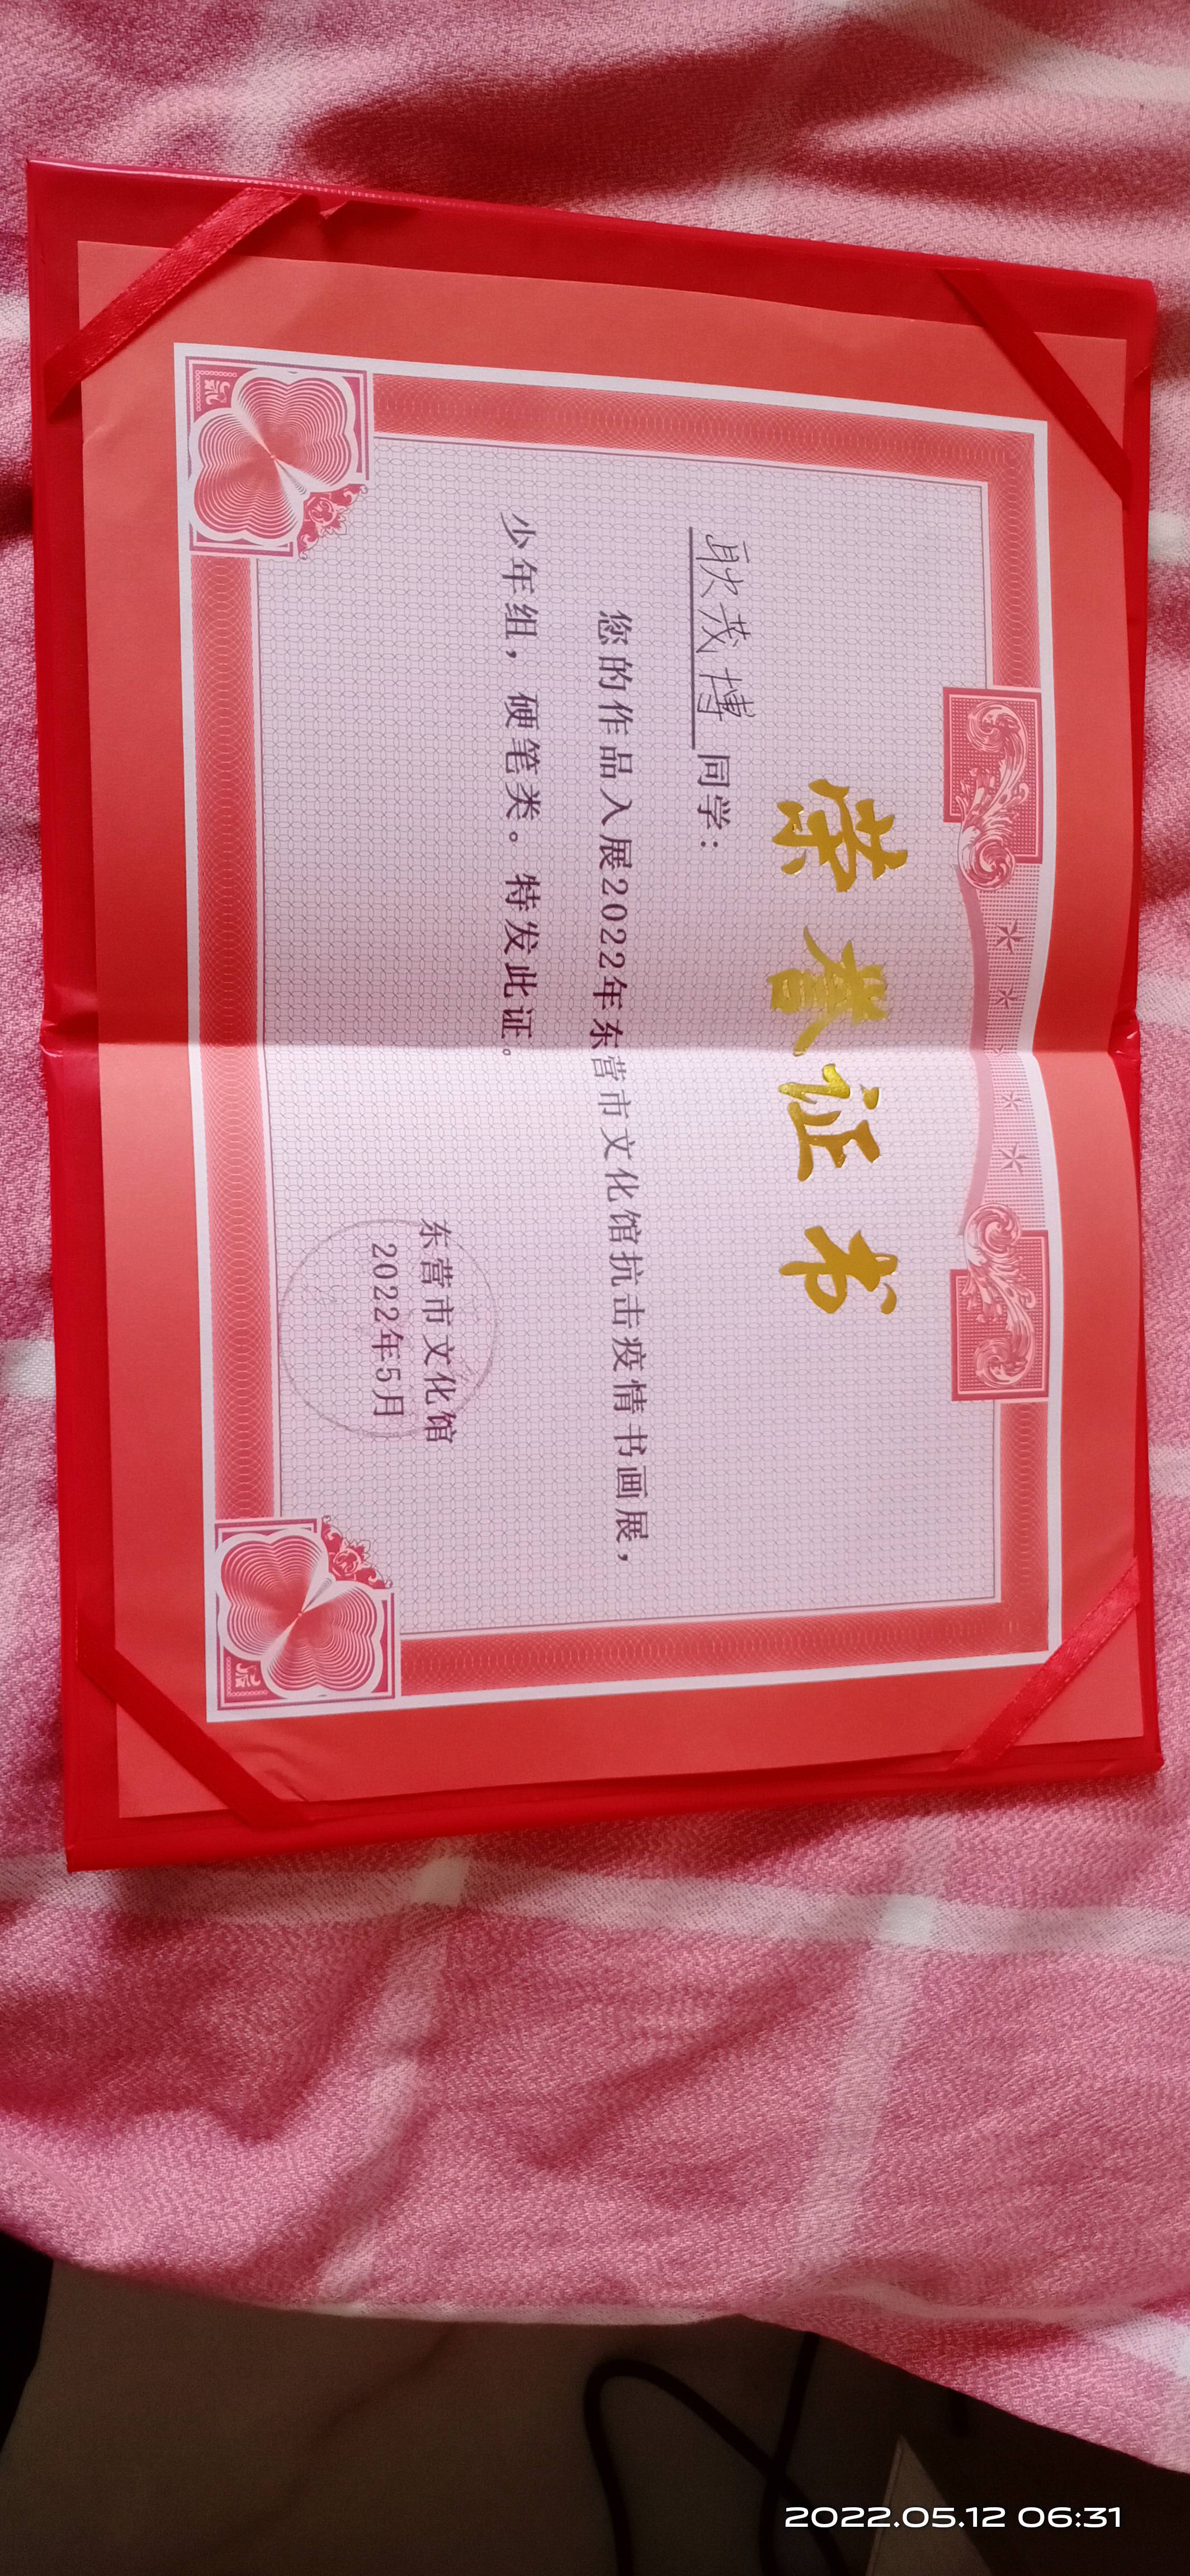 荣誉证书
耿茂博同学：
您的作品入展2022年东营市文化馆抗击疫情书画展，
少年组，硬笔类。特发此证。
东营市文化馆
2022年5月
2022.05.12 06:31